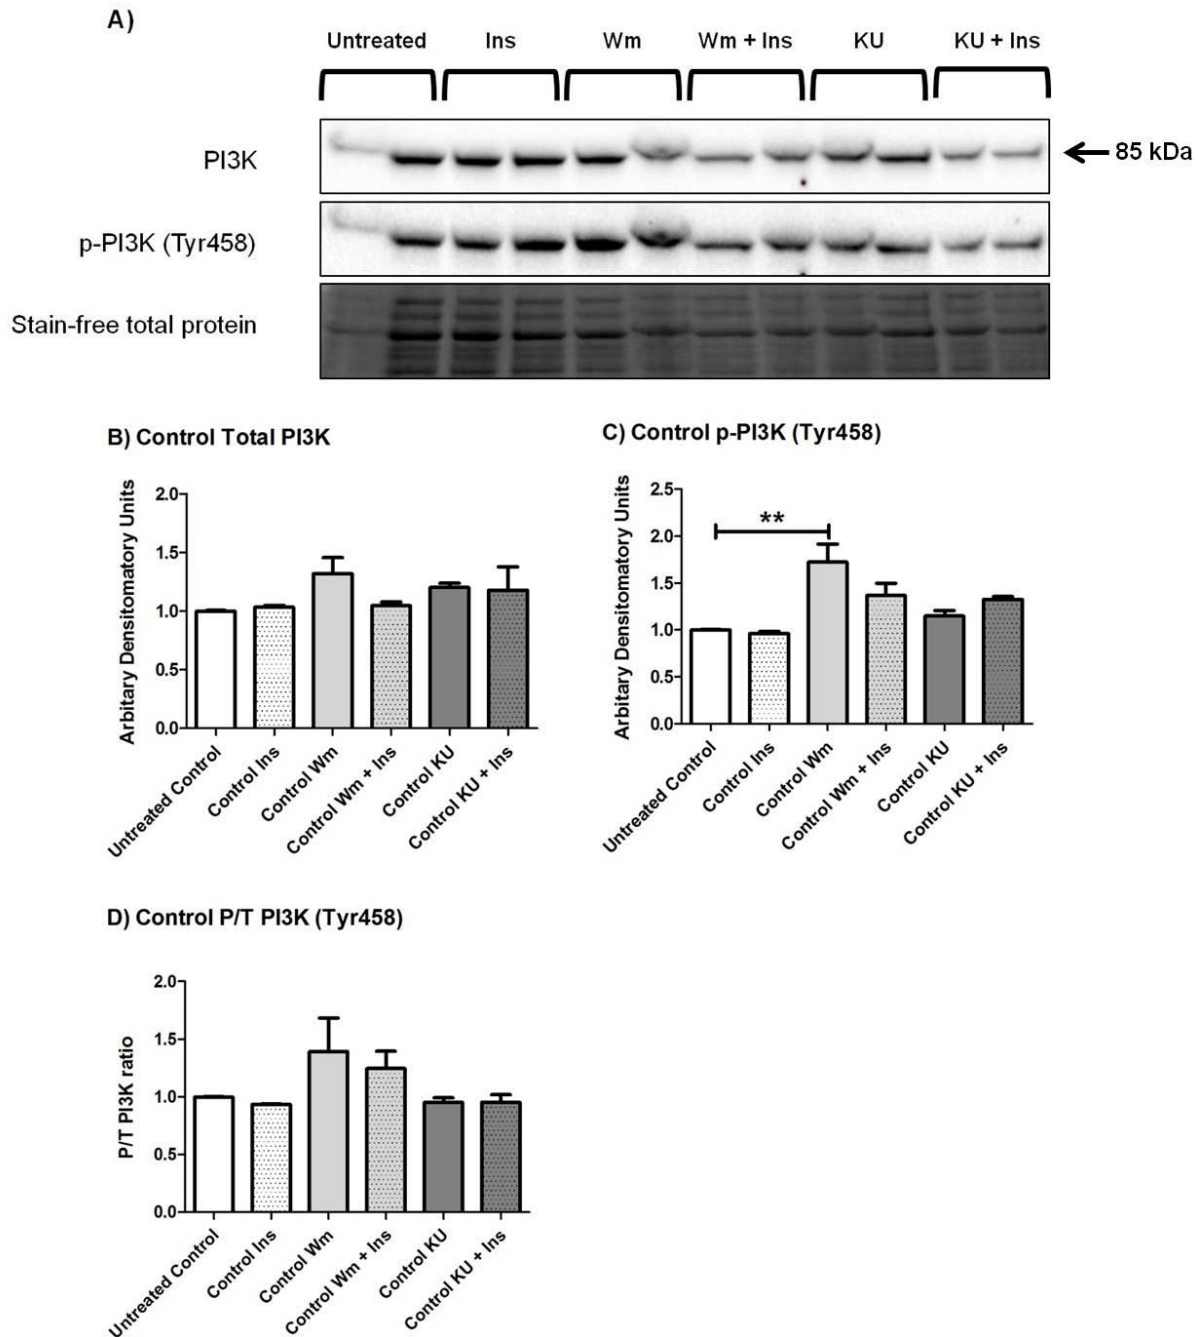 A)
Untreated Ins Wm Wm + Ins KU KU + Ins
PI3K
85 kDa
p-PI3K (Tyr458)
Stain-free total protein
B) Control Total PI3K
Arbitary Densitomatory Units
2.0
1.5
1.0
0.5
0.0
Untreated Control
Control Ins
Control Wm
Control Wm + Ins
Control KU
Control KU + Ins
C) Control p-PI3K (Tyr458)
Arbitary Densitomatory Units
2.5
2.0
1.5
1.0
0.5
0.0
**
Untreated Control
Control Ins
Control Wm
Control Wm + Ins
Control KU
Control KU + Ins
D) Control P/T PI3K (Tyr458)
P/T PI3K ratio
2.0
1.5
1.0
0.5
0.0
Untreated Control
Control Ins
Control Wm
Control Wm + Ins
Control KU
Control KU + Ins